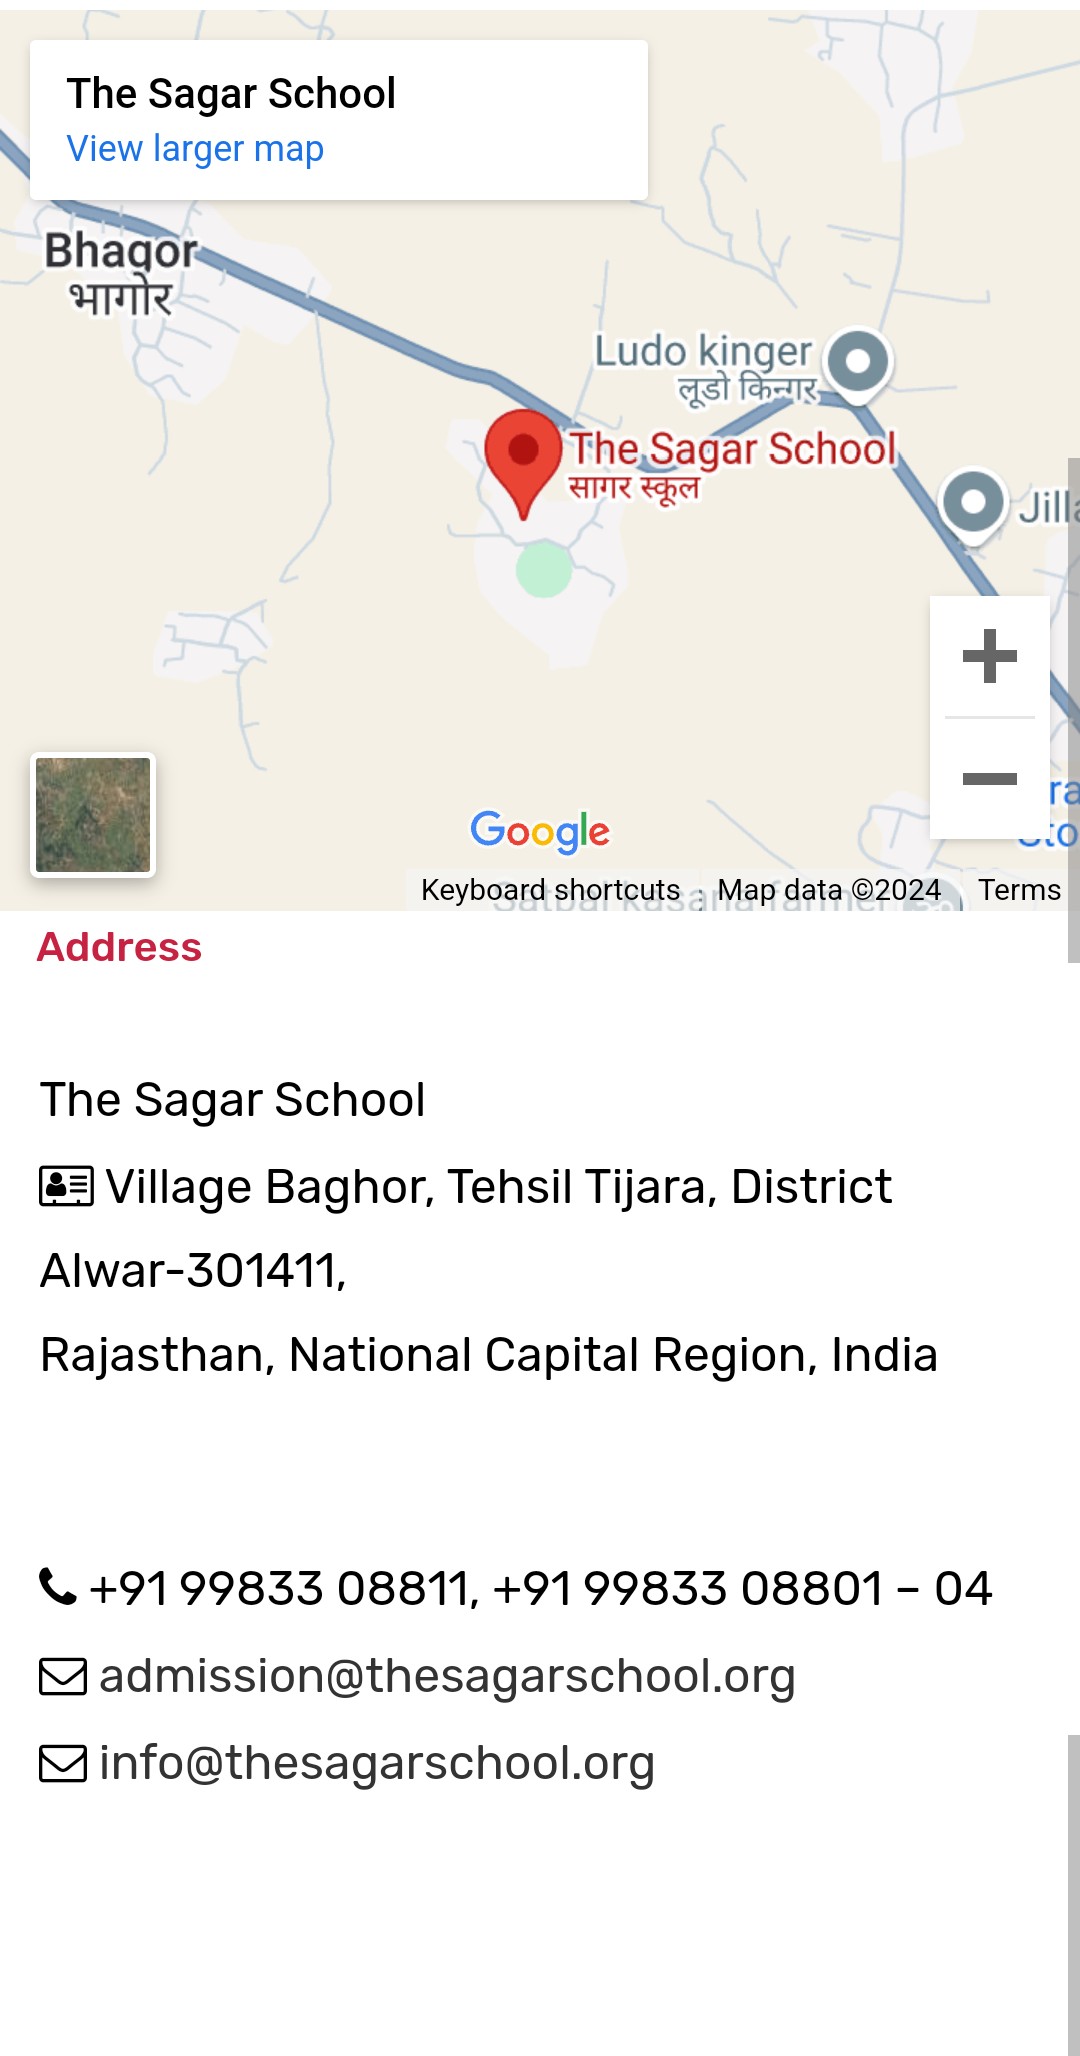 The Sagar School
View larger map
Bhagor
भागोर
Ludo kinger
लूडो किन्गर
The Sagar School
सागर स्कूल
Google
Keyboard shortcuts
Map data ©2024
Terms
Address
The Sagar School
Village Baghor, Tehsil Tijara, District
Alwar-301411,
Rajasthan, National Capital Region, India
+91 99833 08811, +91 99833 08801 – 04
admission@thesagarschool.org
info@thesagarschool.org